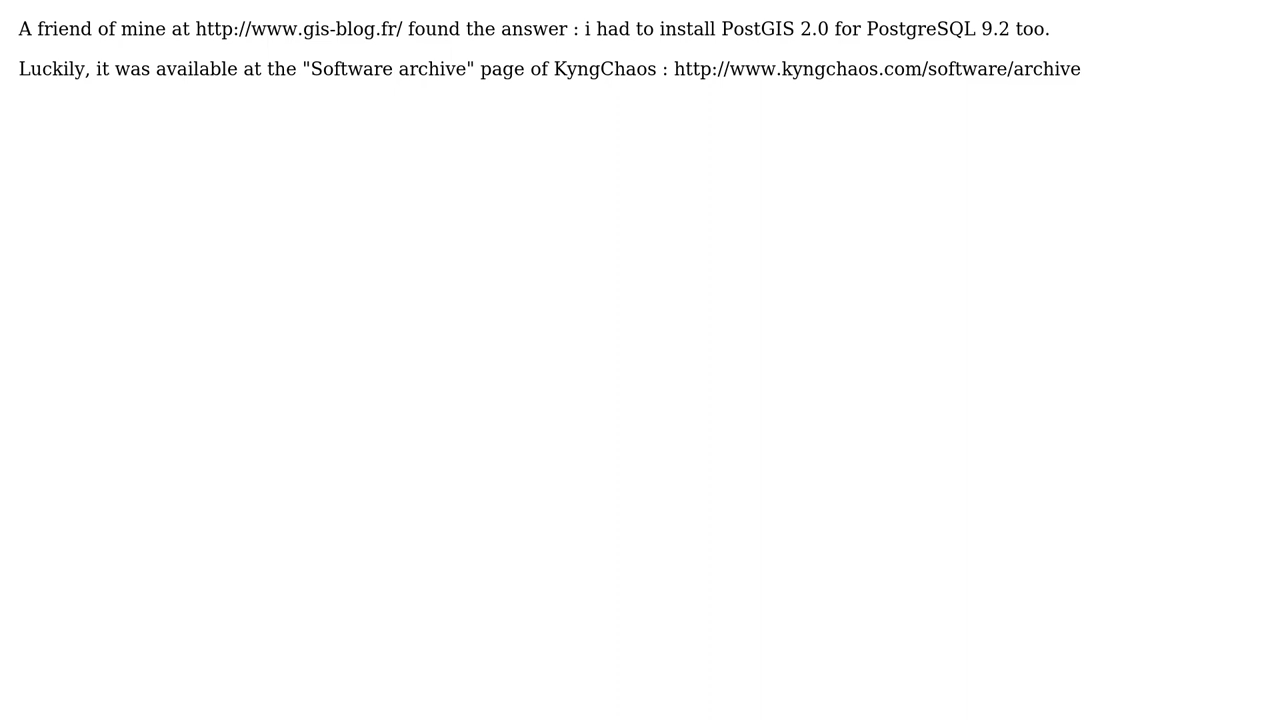 A friend of mine at http://www.gis-blog.fr/ found the answer : i had to install PostGIS 2.0 for PostgreSQL 9.2 too.
Luckily, it was available at the "Software archive" page of KyngChaos : http://www.kyngchaos.com/software/archive